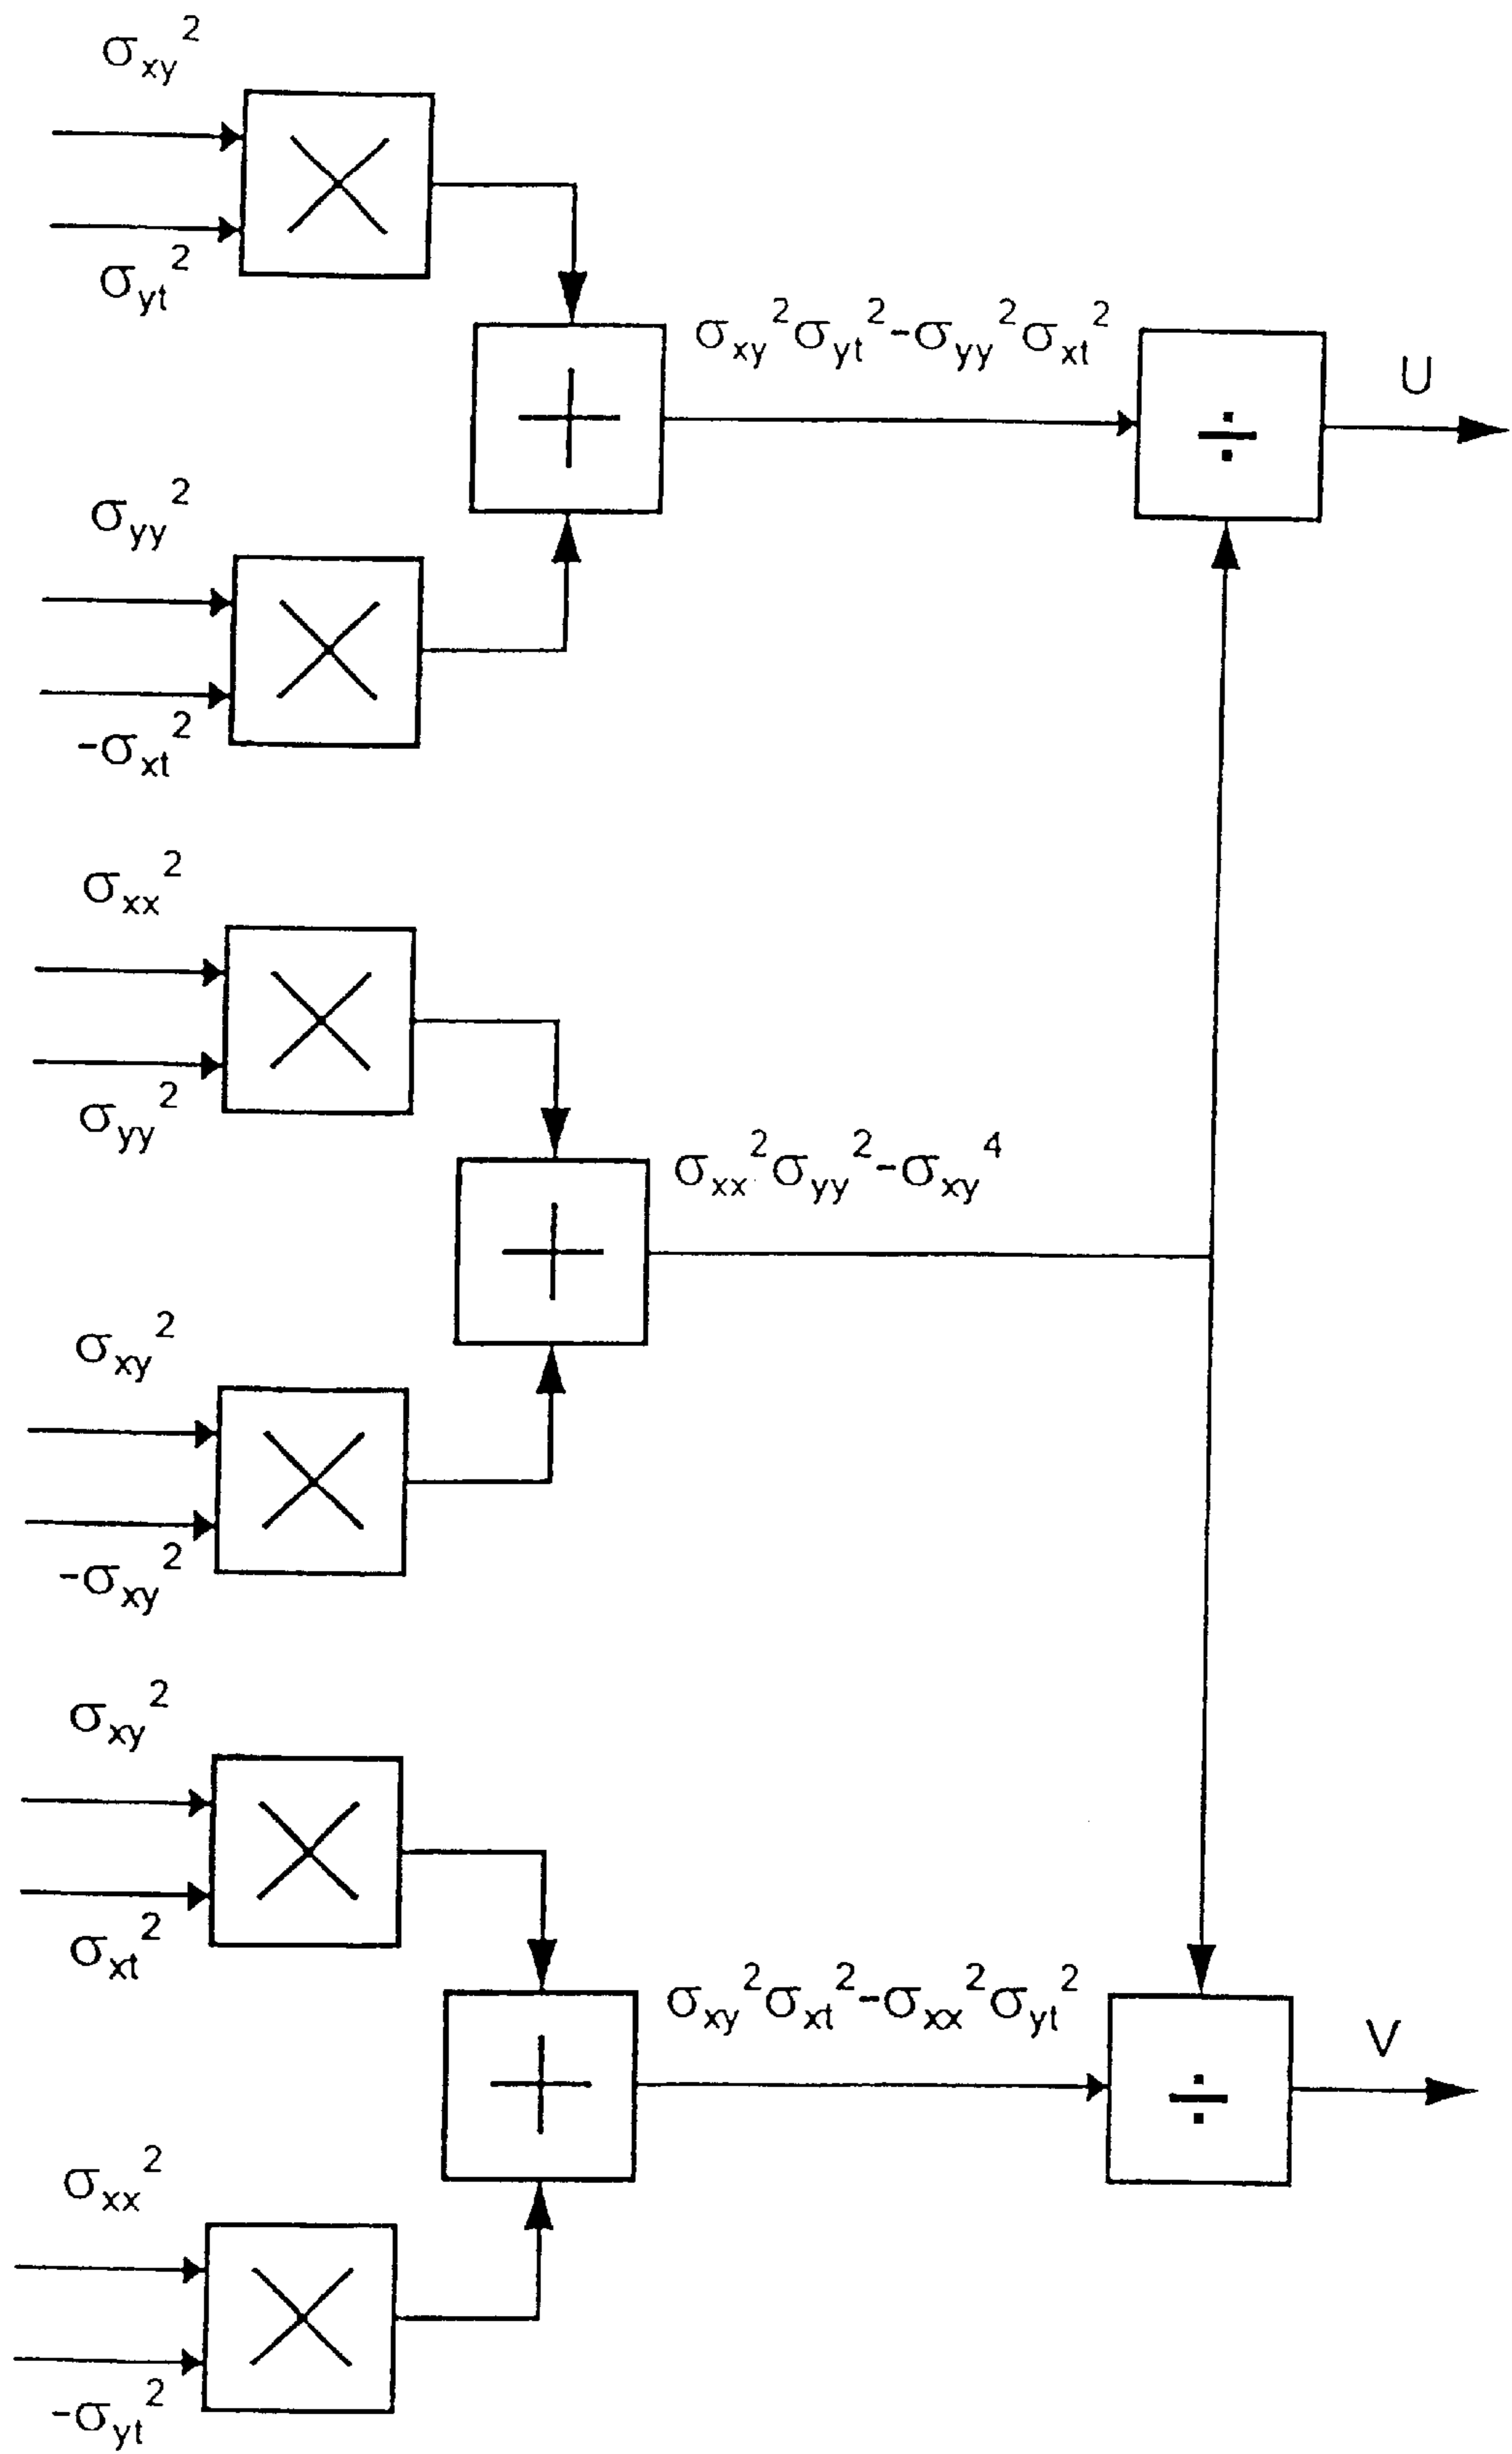 σxy²
σyt²
σxy²σyt²-σyy²σxt²
U
σyy²
-σxt²
σxx²
σyy²
σxx²σyy²-σxy⁴
σxy²
-σxy²
σxy²
σxt²
σxy²σxt²-σxx²σyt²
V
σxx²
-σyt²